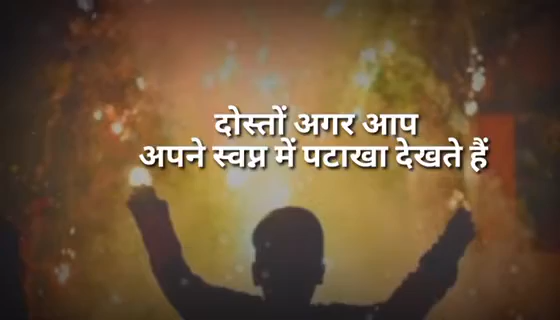 दोस्तों अगर आप
अपने स्वप्न में पटाखा देखते हैं